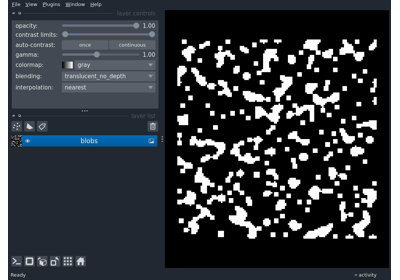 File View Plugins Window Help
layer controls
opacity: 1.00
contrast limits:
auto-contrast: once continuous
gamma: 1.00
colormap: gray
blending: translucent_no_depth
interpolation: nearest
layer list
blobs
Ready
activity